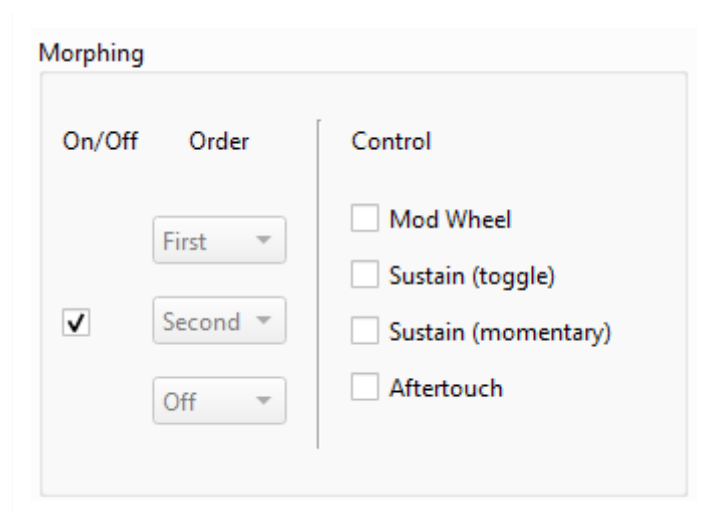 Morphing
On/Off Order Control
First
Second
Off
Mod Wheel
Sustain (toggle)
Sustain (momentary)
Aftertouch